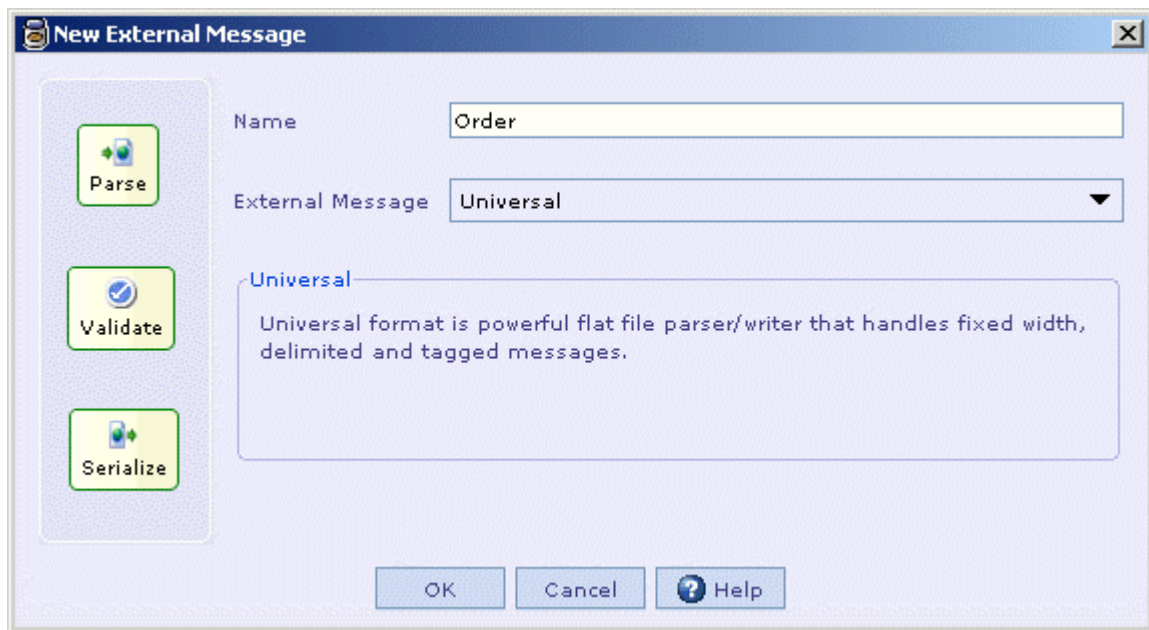 New External Message
Parse
Validate
Serialize
Name
Order
External Message
Universal
Universal
Universal format is powerful flat file parser/writer that handles fixed width,
delimited and tagged messages.
OK
Cancel
Help